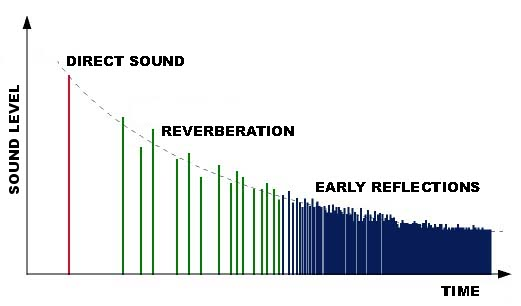 DIRECT SOUND
REVERBERATION
EARLY REFLECTIONS
SOUND LEVEL
TIME